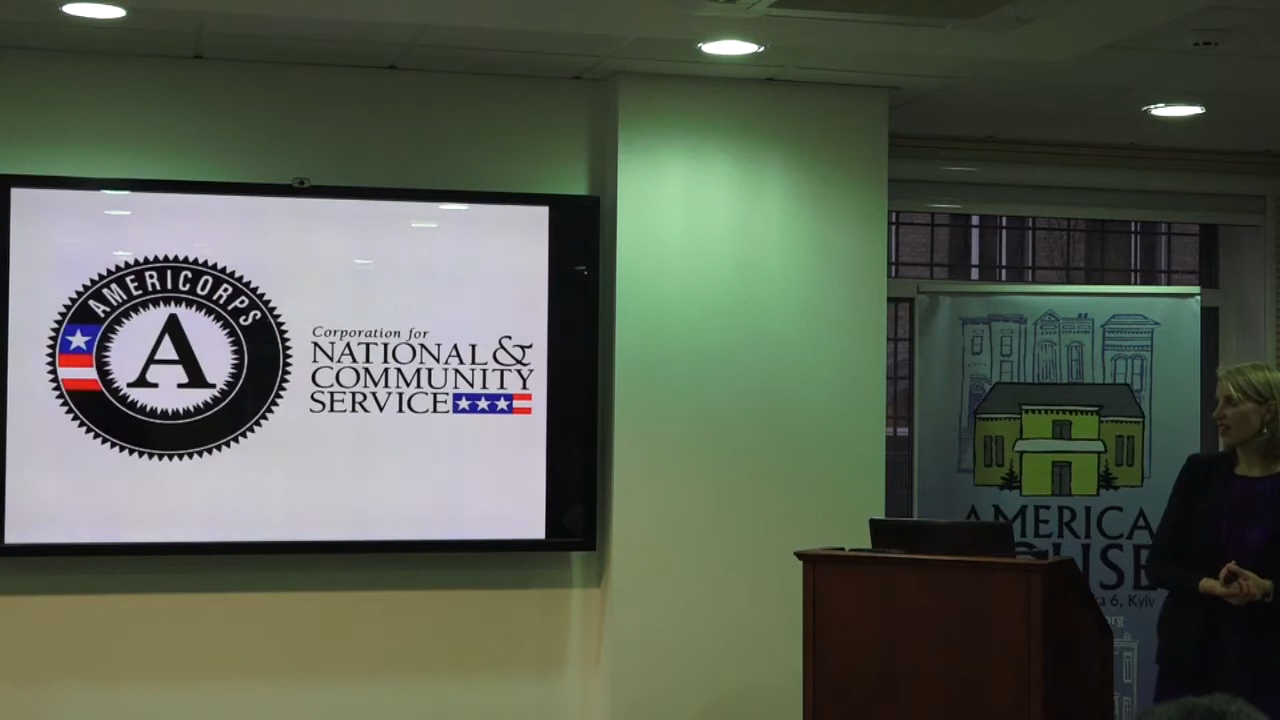 AMERICORPS
A
Corporation for
NATIONAL &
COMMUNITY
SERVICE
AMERICA
6, Kyiv